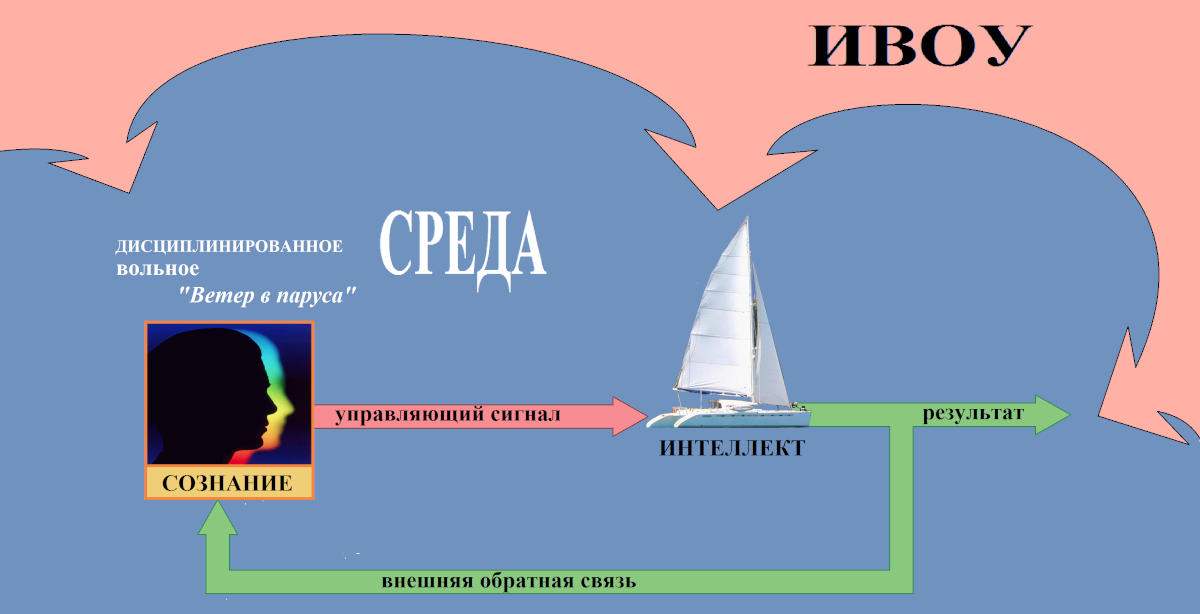 ИВОУ
СРЕДА
ДИСЦИПЛИНИРОВАННОЕ
вольное
"Ветер в паруса"
управляющий сигнал
результат
ИНТЕЛЛЕКТ
СОЗНАНИЕ
внешняя обратная связь